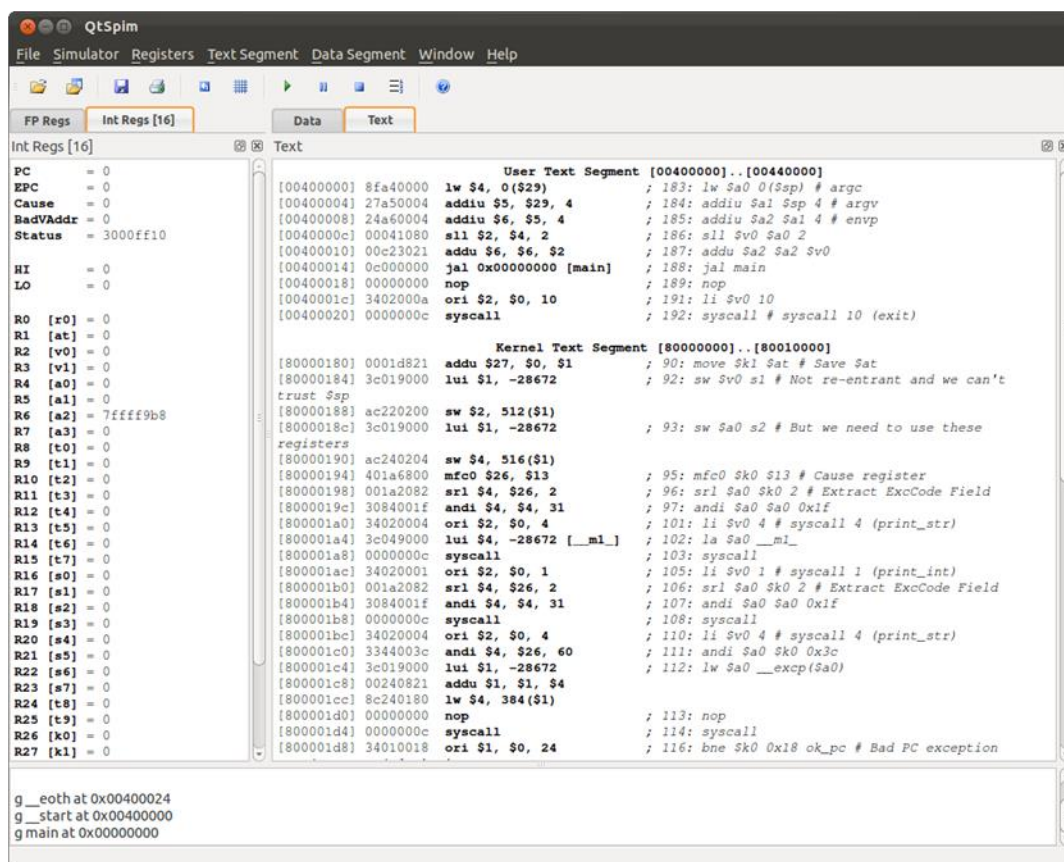 QtSpim
File Simulator Registers Text Segment Data Segment Window Help
FP Regs Int Regs [16] Data Text
Int Regs [16]
PC = 0
EPC = 0
Cause = 0
BadVAddr = 0
Status = 3000ff10
HI = 0
LO = 0
R0 [r0] = 0
R1 [at] = 0
R2 [v0] = 0
R3 [v1] = 0
R4 [a0] = 0
R5 [a1] = 0
R6 [a2] = 7ffff9b8
R7 [a3] = 0
R8 [t0] = 0
R9 [t1] = 0
R10 [t2] = 0
R11 [t3] = 0
R12 [t4] = 0
R13 [t5] = 0
R14 [t6] = 0
R15 [t7] = 0
R16 [s0] = 0
R17 [s1] = 0
R18 [s2] = 0
R19 [s3] = 0
R20 [s4] = 0
R21 [s5] = 0
R22 [s6] = 0
R23 [s7] = 0
R24 [t8] = 0
R25 [t9] = 0
R26 [k0] = 0
R27 [k1] = 0
Text
User Text Segment [00400000]..[00440000]
[00400000] 8fa40000 lw $4, 0($29) ; 183: lw $a0 0($sp) # argc
[00400004] 27a50004 addiu $5, $29, 4 ; 184: addiu $a1 $sp 4 # argv
[00400008] 24a60004 addiu $6, $5, 4 ; 185: addiu $a2 $a1 4 # envp
[0040000c] 00041080 sll $2, $4, 2 ; 186: sll $v0 $a0 2
[00400010] 00c23021 addu $6, $6, $2 ; 187: addu $a2 $a2 $v0
[00400014] 0c000000 jal 0x00000000 [main] ; 188: jal main
[00400018] 00000000 nop ; 189: nop
[0040001c] 3402000a ori $2, $0, 10 ; 191: li $v0 10
[00400020] 0000000c syscall ; 192: syscall # syscall 10 (exit)
Kernel Text Segment [80000000]..[80010000]
[80000180] 0001d821 addu $27, $0, $1 ; 90: move $k1 $at # Save $at
[80000184] 3c019000 lui $1, -28672 ; 92: sw $v0 s1 # Not re-entrant and we can't
trust $sp
[80000188] ac220200 sw $2, 512($1)
[8000018c] 3c019000 lui $1, -28672 ; 93: sw $a0 s2 # But we need to use these
registers
[80000190] ac240204 sw $4, 516($1)
[80000194] 401a6800 mfc0 $26, $13 ; 95: mfc0 $k0 $13 # Cause register
[80000198] 001a2082 srl $4, $26, 2 ; 96: srl $a0 $k0 2 # Extract ExcCode Field
[8000019c] 3084001f andi $4, $4, 31 ; 97: andi $a0 $a0 0x1f
[800001a0] 34020004 ori $2, $0, 4 ; 101: li $v0 4 # syscall 4 (print_str)
[800001a4] 3c049000 lui $4, -28672 [__m1_] ; 102: la $a0 __m1_
[800001a8] 0000000c syscall ; 103: syscall
[800001ac] 34020001 ori $2, $0, 1 ; 105: li $v0 1 # syscall 1 (print_int)
[800001b0] 001a2082 srl $4, $26, 2 ; 106: srl $a0 $k0 2 # Extract ExcCode Field
[800001b4] 3084001f andi $4, $4, 31 ; 107: andi $a0 $a0 0x1f
[800001b8] 0000000c syscall ; 108: syscall
[800001bc] 34020004 ori $2, $0, 4 ; 110: li $v0 4 # syscall 4 (print_str)
[800001c0] 3344003c andi $4, $26, 60 ; 111: andi $a0 $k0 0x3c
[800001c4] 3c019000 lui $1, -28672 ; 112: lw $a0 __excp($a0)
[800001c8] 00240821 addu $1, $1, $4
[800001cc] 8c240180 lw $4, 384($1)
[800001d0] 00000000 nop ; 113: nop
[800001d4] 0000000c syscall ; 114: syscall
[800001d8] 34010018 ori $1, $0, 24 ; 116: bne $k0 0x18 ok_pc # Bad PC exception
g __eoth at 0x00400024
g __start at 0x00400000
g main at 0x00000000